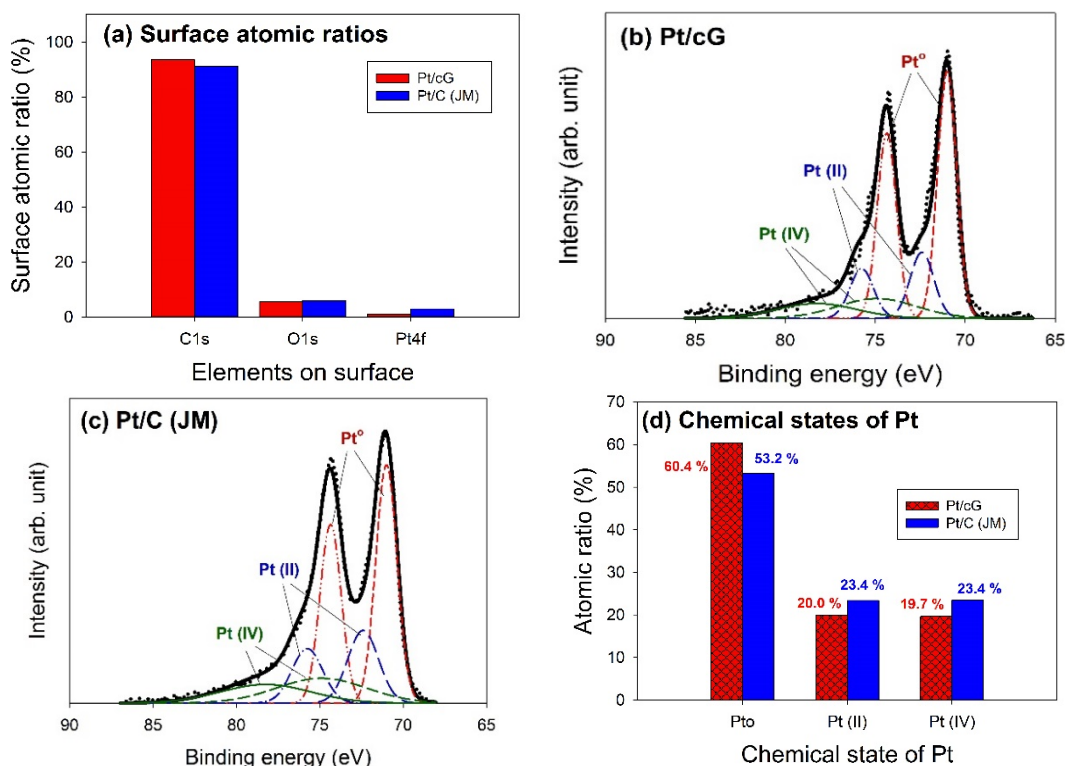 (a) Surface atomic ratios
Surface atomic ratio (%)
100
80
60
40
20
0
Pt/cG
Pt/C (JM)
C1s
O1s
Pt4f
Elements on surface
(b) Pt/cG
Intensity (arb. unit)
Pt⁰
Pt (II)
Pt (IV)
90
85
80
75
70
65
Binding energy (eV)
(c) Pt/C (JM)
Intensity (arb. unit)
Pt⁰
Pt (II)
Pt (IV)
90
85
80
75
70
65
Binding energy (eV)
(d) Chemical states of Pt
Atomic ratio (%)
70
60
50
40
30
20
10
0
60.4 %
53.2 %
Pt/cG
Pt/C (JM)
20.0 %
23.4 %
19.7 %
23.4 %
Pto
Pt (II)
Pt (IV)
Chemical state of Pt